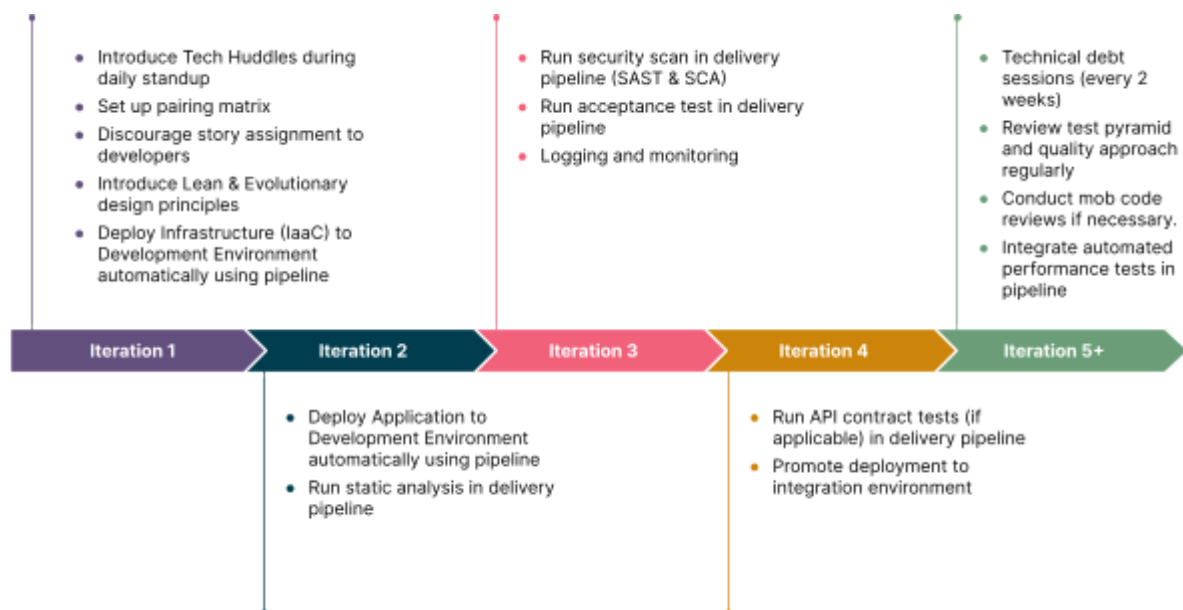 • Introduce Tech Huddles during
daily standup
• Set up pairing matrix
• Discourage story assignment to
developers
• Introduce Lean & Evolutionary
design principles
• Deploy Infrastructure (IaaC) to
Development Environment
automatically using pipeline
• Run security scan in delivery
pipeline (SAST & SCA)
• Run acceptance test in delivery
pipeline
• Logging and monitoring
• Technical debt
sessions (every 2
weeks)
• Review test pyramid
and quality approach
regularly
• Conduct mob code
reviews if necessary.
• Integrate automated
performance tests in
pipeline
Iteration 1
Iteration 2
Iteration 3
Iteration 4
Iteration 5+
• Deploy Application to
Development Environment
automatically using pipeline
• Run static analysis in delivery
pipeline
• Run API contract tests (if
applicable) in delivery pipeline
• Promote deployment to
integration environment